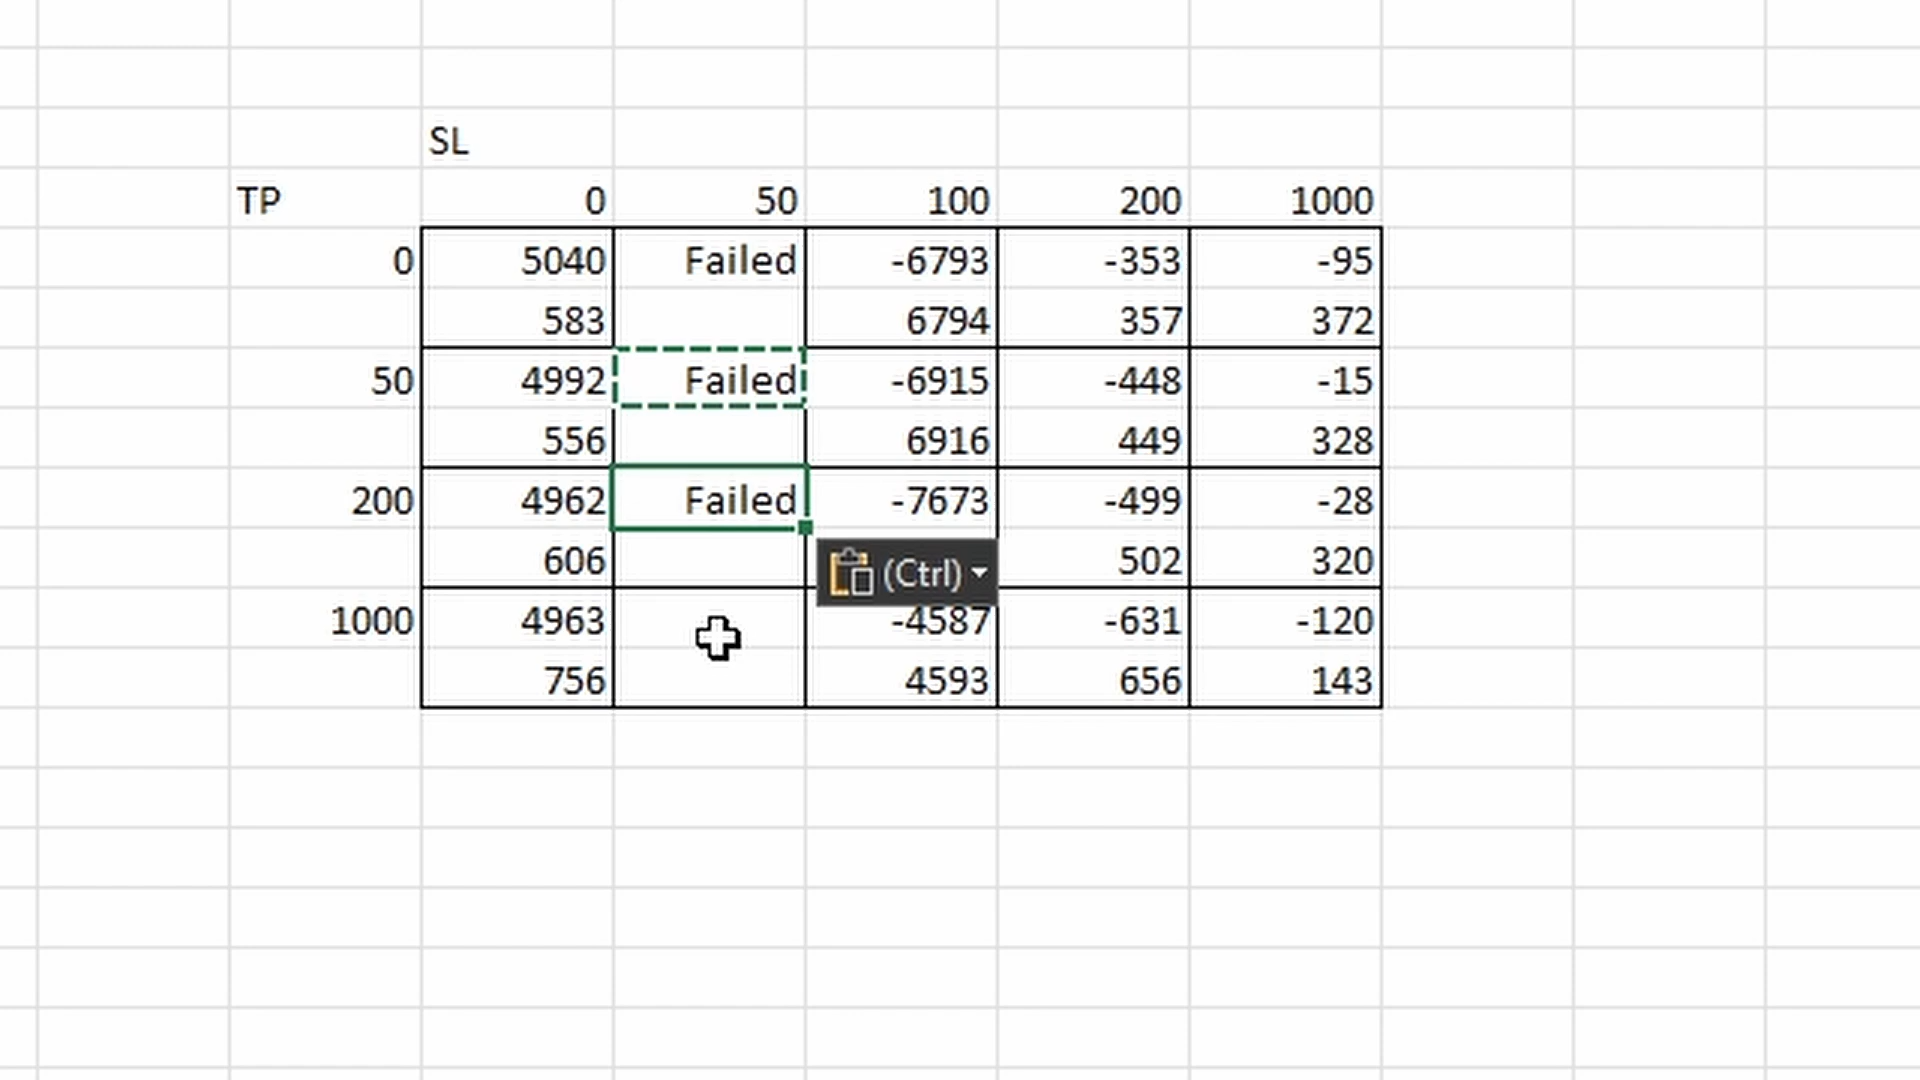 SL
TP 0 50 100 200 1000
0 5040 Failed -6793 -353 -95
583 6794 357 372
50 4992 Failed -6915 -448 -15
556 6916 449 328
200 4962 Failed -7673 -499 -28
606 (Ctrl) 502 320
1000 4963 -4587 -631 -120
756 4593 656 143